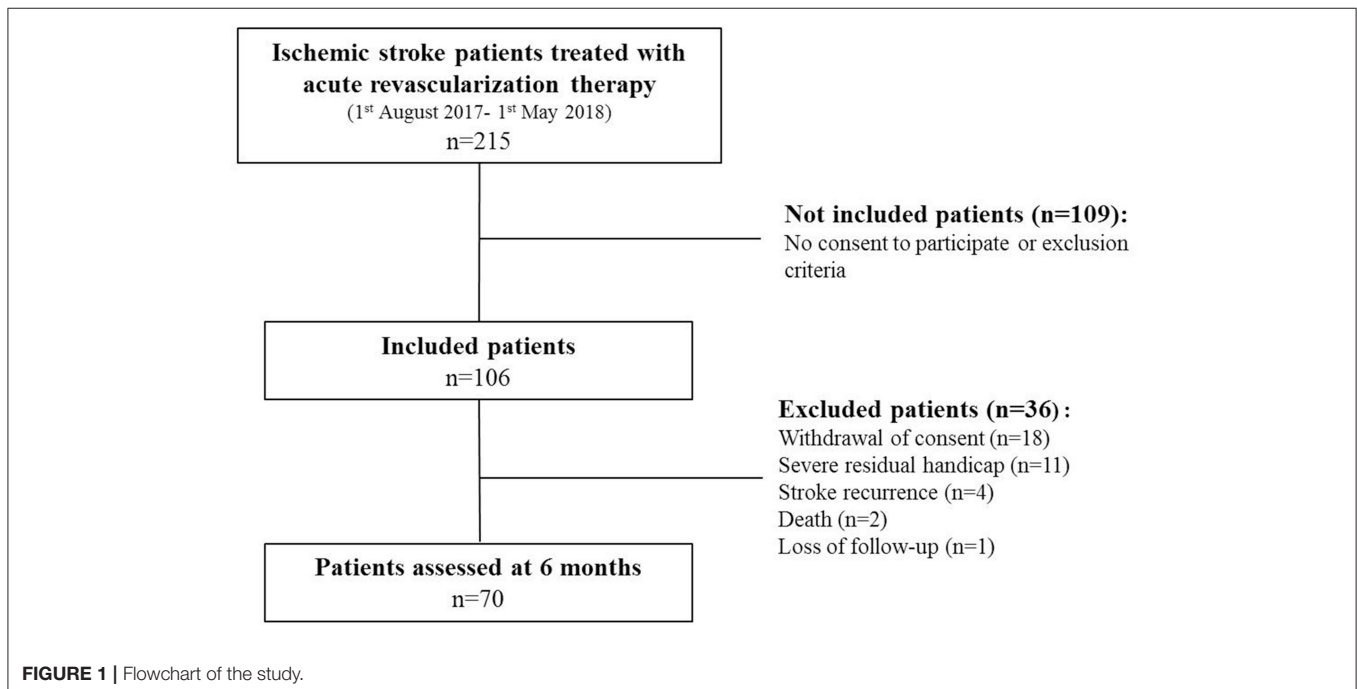 Ischemic stroke patients treated with
acute revascularization therapy
(1st August 2017- 1st May 2018)
n=215
Not included patients (n=109):
No consent to participate or exclusion
criteria
Included patients
n=106
Excluded patients (n=36) :
Withdrawal of consent (n=18)
Severe residual handicap (n=11)
Stroke recurrence (n=4)
Death (n=2)
Loss of follow-up (n=1)
Patients assessed at 6 months
n=70
FIGURE 1 | Flowchart of the study.